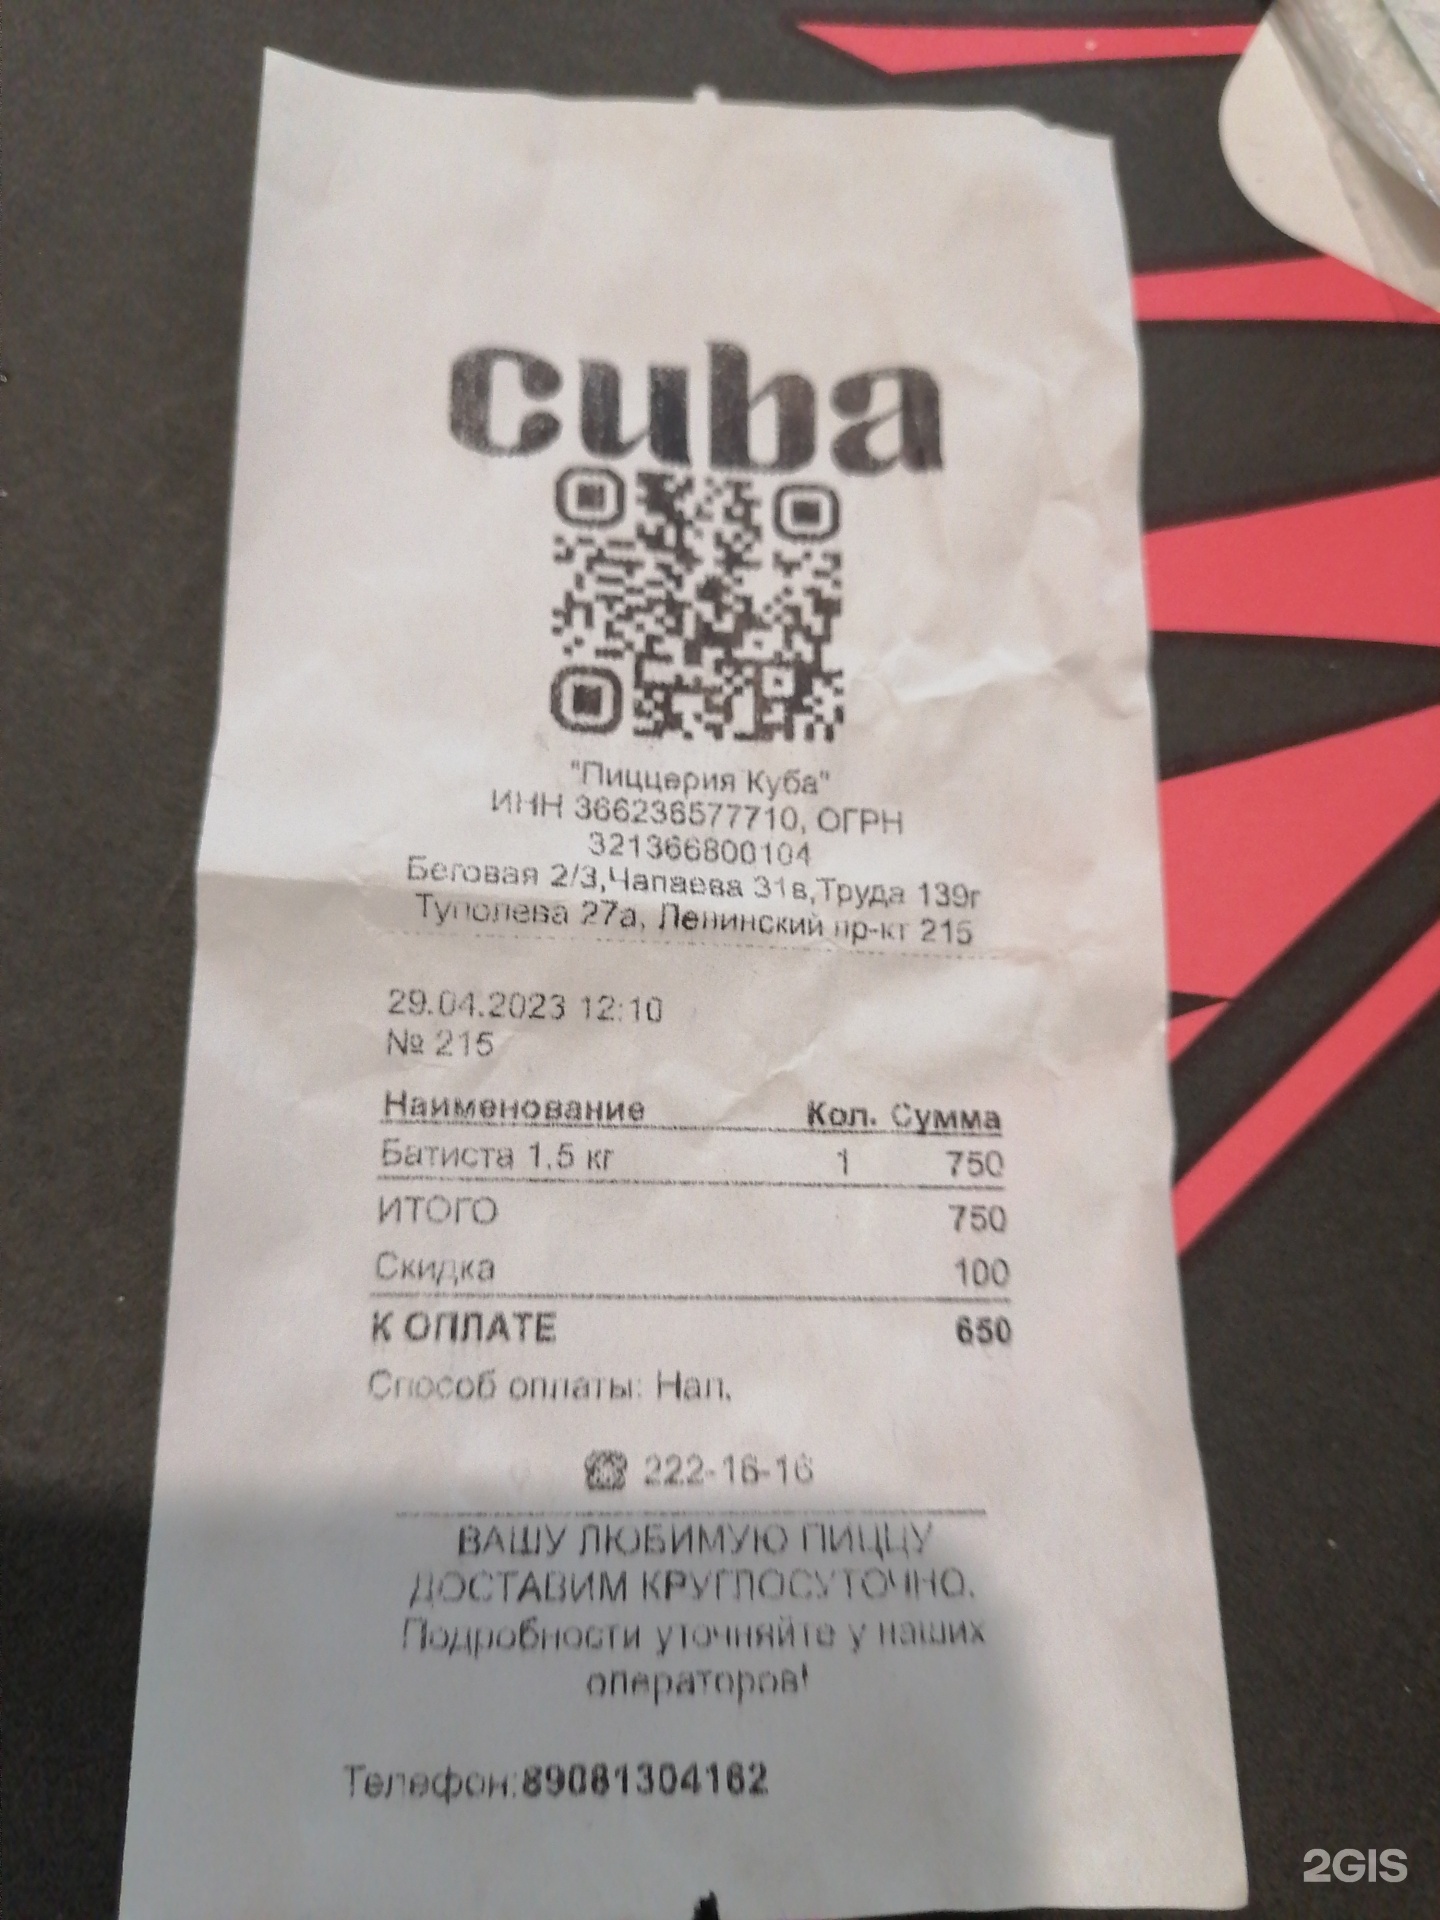 cuba
"Пиццерия Куба"
ИНН 366236577710, ОГРН
321366800104
Беговая 2/3,Чапаева 31в,Труда 139г
Туполева 27а, Ленинский пр-кт 215
29.04.2023 12:10
№ 215
Наименование Кол. Сумма
Батиста 1,5 кг 1 750
ИТОГО 750
Скидка 100
К ОПЛАТЕ 650
Способ оплаты: Нал.
222-16-16
ВАШУ ЛЮБИМУЮ ПИЦЦУ
ДОСТАВИМ КРУГЛОСУТОЧНО.
Подробности уточняйте у наших
операторов!
Телефон:89081304162
2GIS